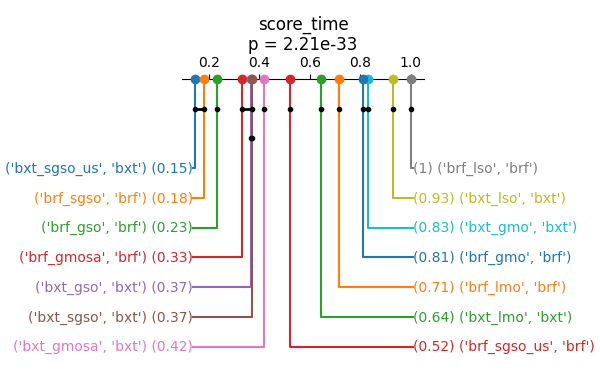 score_time
p = 2.21e-33
0.2 0.4 0.6 0.8 1.0
('bxt_sgso_us', 'bxt') (0.15)
(1) ('brf_lso', 'brf')
('brf_sgso', 'brf') (0.18)
(0.93) ('bxt_lso', 'bxt')
('brf_gso', 'brf') (0.23)
(0.83) ('bxt_gmo', 'bxt')
('brf_gmosa', 'brf') (0.33)
(0.81) ('brf_gmo', 'brf')
('bxt_gso', 'bxt') (0.37)
(0.71) ('brf_lmo', 'brf')
('bxt_sgso', 'bxt') (0.37)
(0.64) ('bxt_lmo', 'bxt')
('bxt_gmosa', 'bxt') (0.42)
(0.52) ('brf_sgso_us', 'brf')